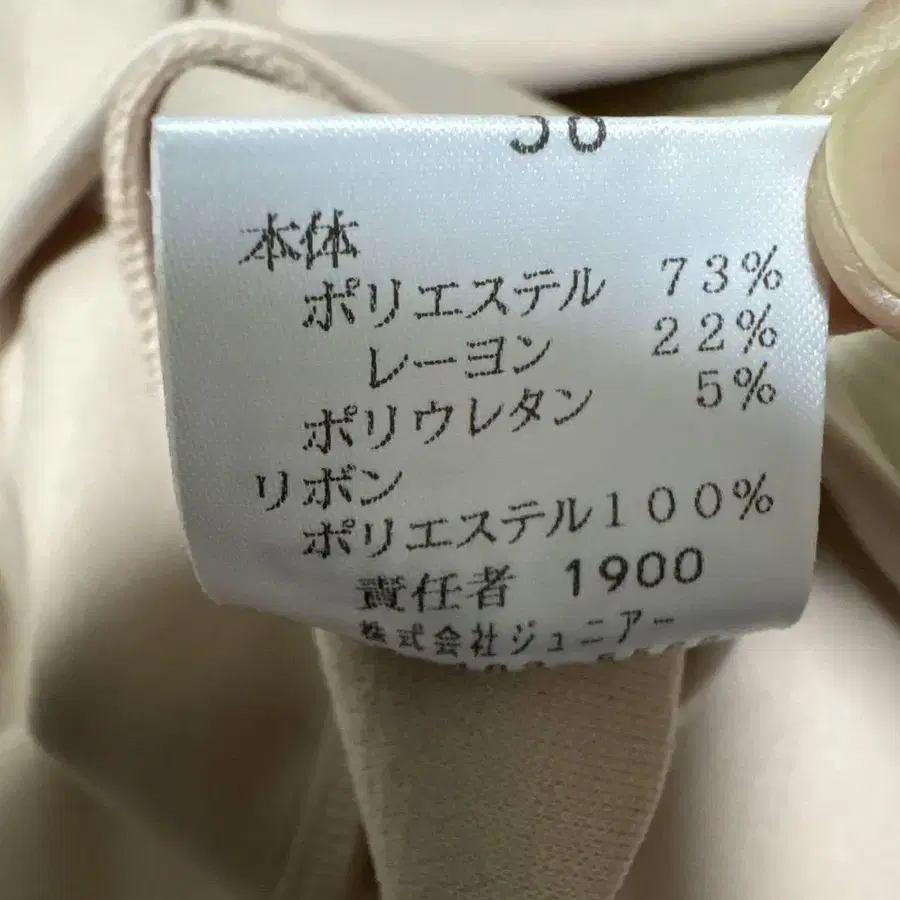 本体
ポリエステル 73%
レーヨン 22%
ポリウレタン 5%
リボン
ポリエステル100%
責任者 1900
株式会社ジュニアー